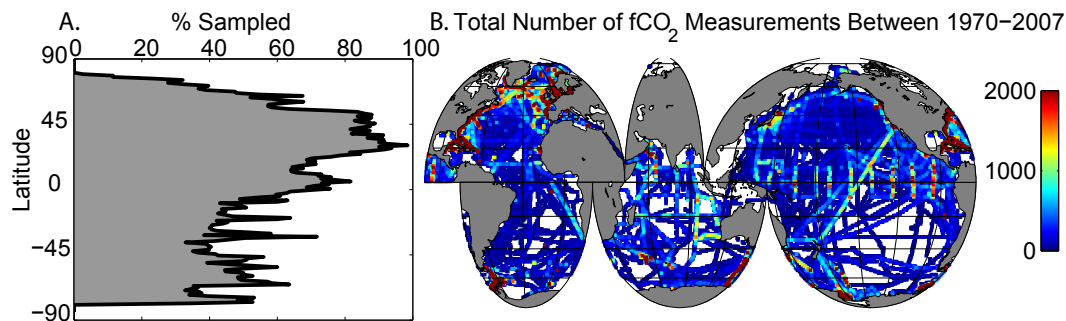 A. % Sampled
0 20 40 60 80 100
90
45
0
−45
−90
Latitude
B. Total Number of fCO2 Measurements Between 1970−2007
2000
1000
0